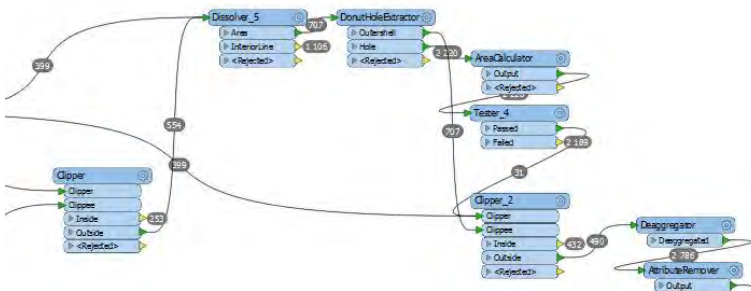 Dissolver_5
Area
InteriorLine
<Rejected>
707
1 106
DonutHoleExtractor
Outershell
Hole
<Rejected>
2 220
AreaCalculator
Output
<Rejected>
399
Tester_4
Passed
Failed
2 189
554
707
399
31
Clipper
Clipper
Clippee
Inside
Outside
<Rejected>
253
Clipper_2
Clipper
Clippee
Inside
Outside
<Rejected>
432
490
Deaggregator
Deaggregated
2 786
AttributeRemover
Output